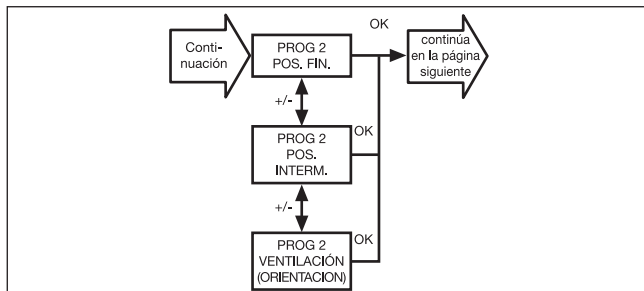 Conti-
nuación
PROG 2
POS. FIN.
OK
continúa
en la página
siguiente
+/-
PROG 2
POS.
INTERM.
OK
+/-
PROG 2
VENTILACIÓN
(ORIENTACION)
OK